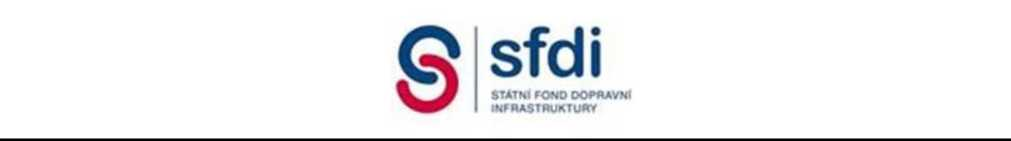 sfdi
STÁTNÍ FOND DOPRAVNÍ
INFRASTRUKTURY